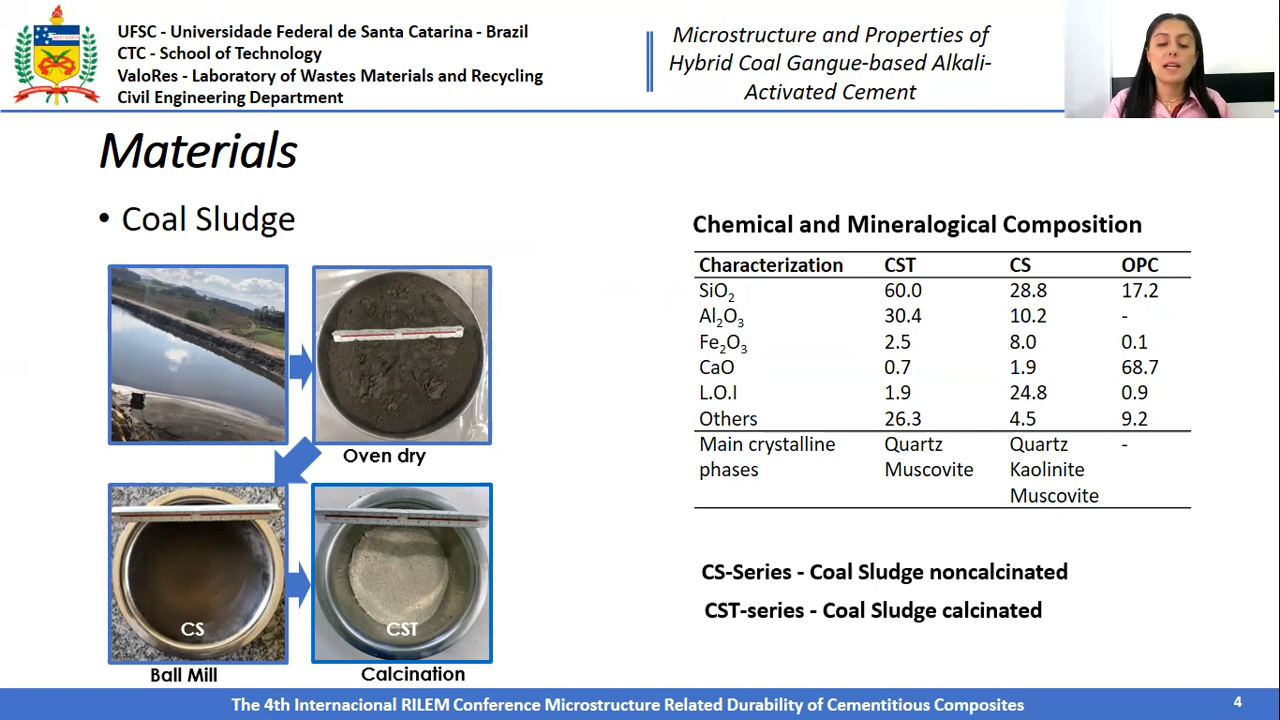 UFSC - Universidade Federal de Santa Catarina - Brazil
CTC - School of Technology
ValoRes - Laboratory of Wastes Materials and Recycling
Civil Engineering Department
Microstructure and Properties of
Hybrid Coal Gangue-based Alkali-
Activated Cement
Materials
• Coal Sludge
Oven dry
CS
CST
Ball Mill
Calcination
Chemical and Mineralogical Composition
Characterization CST CS OPC
SiO₂ 60.0 28.8 17.2
Al₂O₃ 30.4 10.2 -
Fe₂O₃ 2.5 8.0 0.1
CaO 0.7 1.9 68.7
L.O.I 1.9 24.8 0.9
Others 26.3 4.5 9.2
Main crystalline Quartz Quartz -
phases Muscovite Kaolinite
Muscovite
CS-Series - Coal Sludge noncalcinated
CST-series - Coal Sludge calcinated
The 4th Internacional RILEM Conference Microstructure Related Durability of Cementitious Composites
4